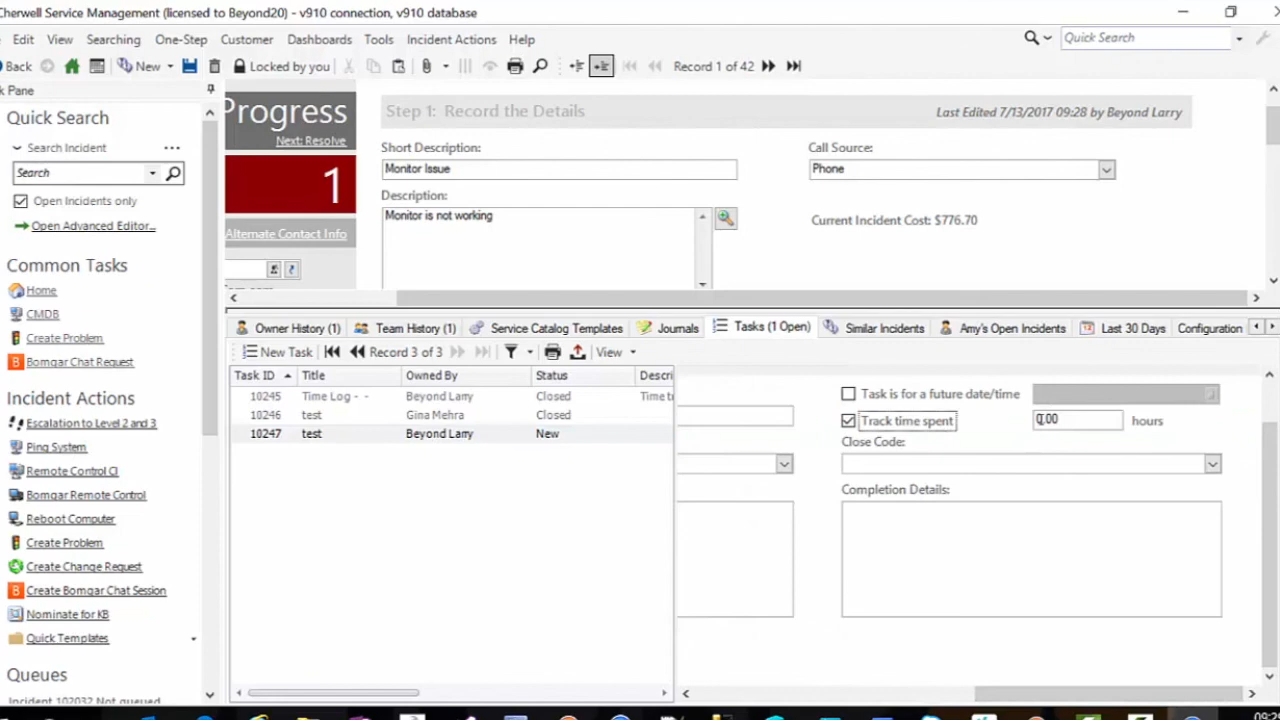 Cherwell Service Management (licensed to Beyond20) - v910 connection, v910 database
Edit View Searching One-Step Customer Dashboards Tools Incident Actions Help
Quick Search
Back New Locked by you Record 1 of 42
k Pane
Quick Search
Search Incident
Search
Open Incidents only
Open Advanced Editor...
Common Tasks
Home
CMDB
Create Problem
Bomgar Chat Request
Incident Actions
Escalation to Level 2 and 3
Ping System
Remote Control CI
Bomgar Remote Control
Reboot Computer
Create Problem
Create Change Request
Create Bomgar Chat Session
Nominate for KB
Quick Templates
Queues
Incident 102032 Not queued
Progress
Next: Resolve
1
Alternate Contact Info
Step 1: Record the Details
Last Edited 7/13/2017 09:28 by Beyond Larry
Short Description:
Monitor Issue
Description:
Monitor is not working
Call Source:
Phone
Current Incident Cost: $776.70
Owner History (1) Team History (1) Service Catalog Templates Journals Tasks (1 Open) Similar Incidents Amy's Open Incidents Last 30 Days Configuration
New Task Record 3 of 3 View
Task ID Title Owned By Status Descri
10245 Time Log - - Beyond Larry Closed Time t
10246 test Gina Mehra Closed
10247 test Beyond Larry New
Task is for a future date/time
Track time spent 0.00 hours
Close Code:
Completion Details: